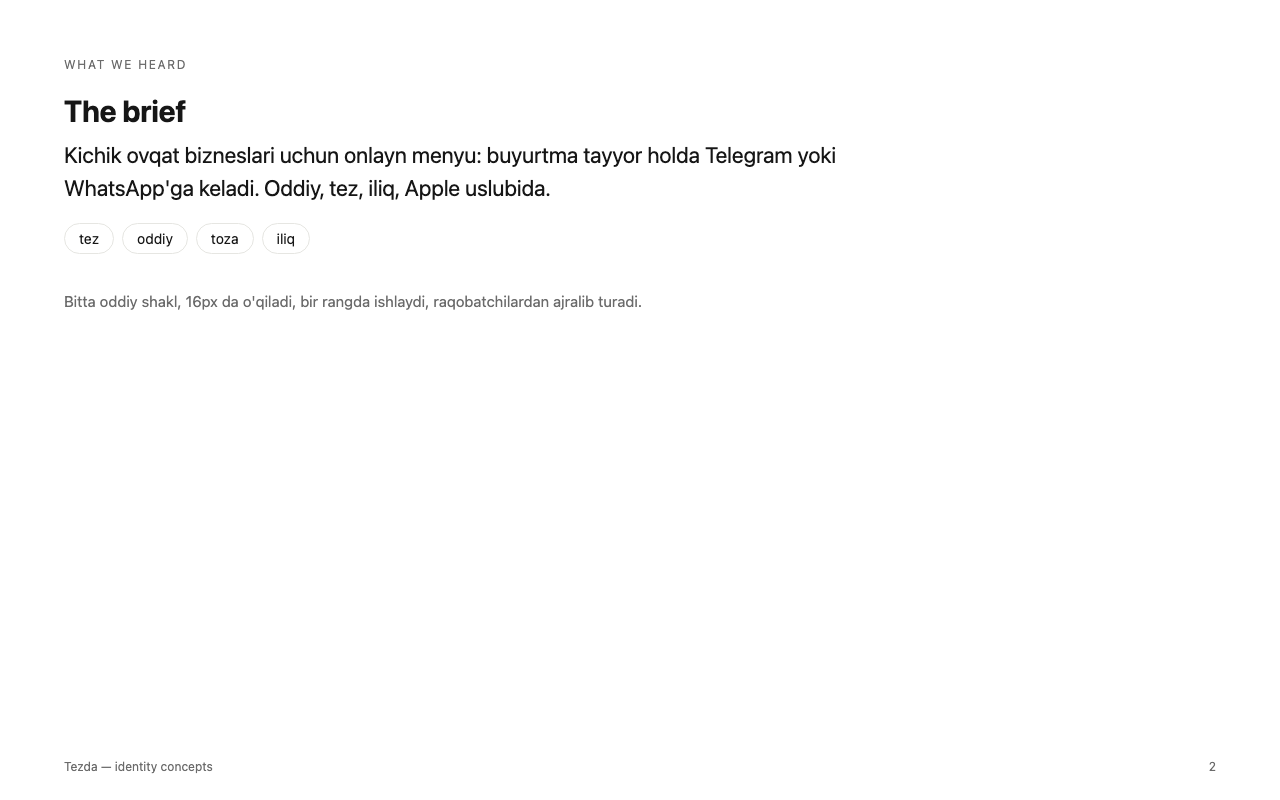 WHAT WE HEARD
The brief
Kichik ovqat bizneslari uchun onlayn menyu: buyurtma tayyor holda Telegram yoki
WhatsApp'ga keladi. Oddiy, tez, iliq, Apple uslubida.
tez oddiy toza iliq
Bitta oddiy shakl, 16px da o'qiladi, bir rangda ishlaydi, raqobatchilardan ajralib turadi.
Tezda — identity concepts 2